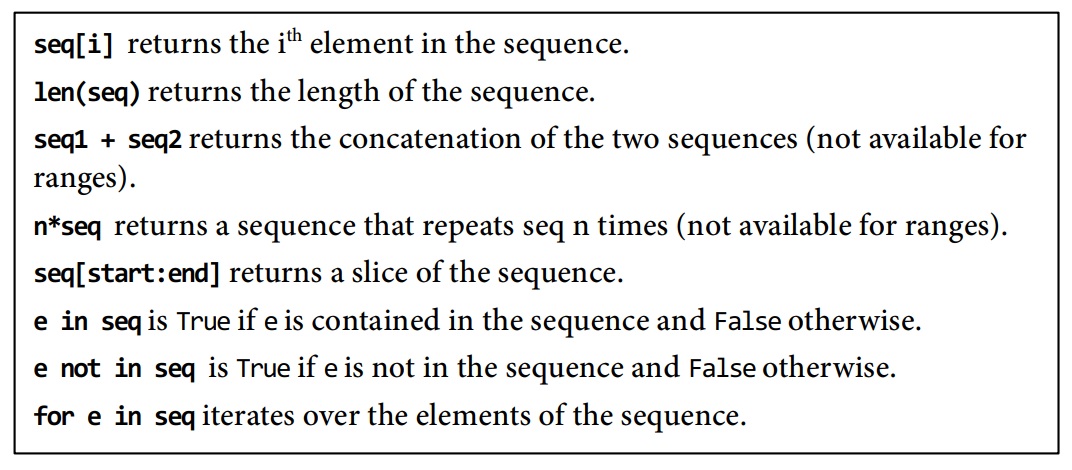 seq[i] returns the ith element in the sequence.
len(seq) returns the length of the sequence.
seq1 + seq2 returns the concatenation of the two sequences (not available for
ranges).
n*seq returns a sequence that repeats seq n times (not available for ranges).
seq[start:end] returns a slice of the sequence.
e in seq is True if e is contained in the sequence and False otherwise.
e not in seq is True if e is not in the sequence and False otherwise.
for e in seq iterates over the elements of the sequence.